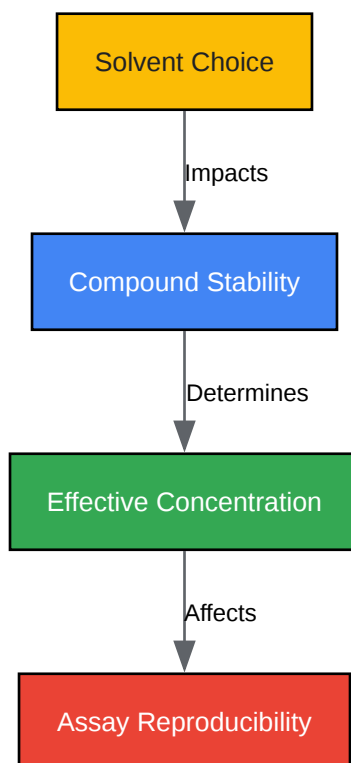 Solvent Choice
Impacts
Compound Stability
Determines
Effective Concentration
Affects
Assay Reproducibility